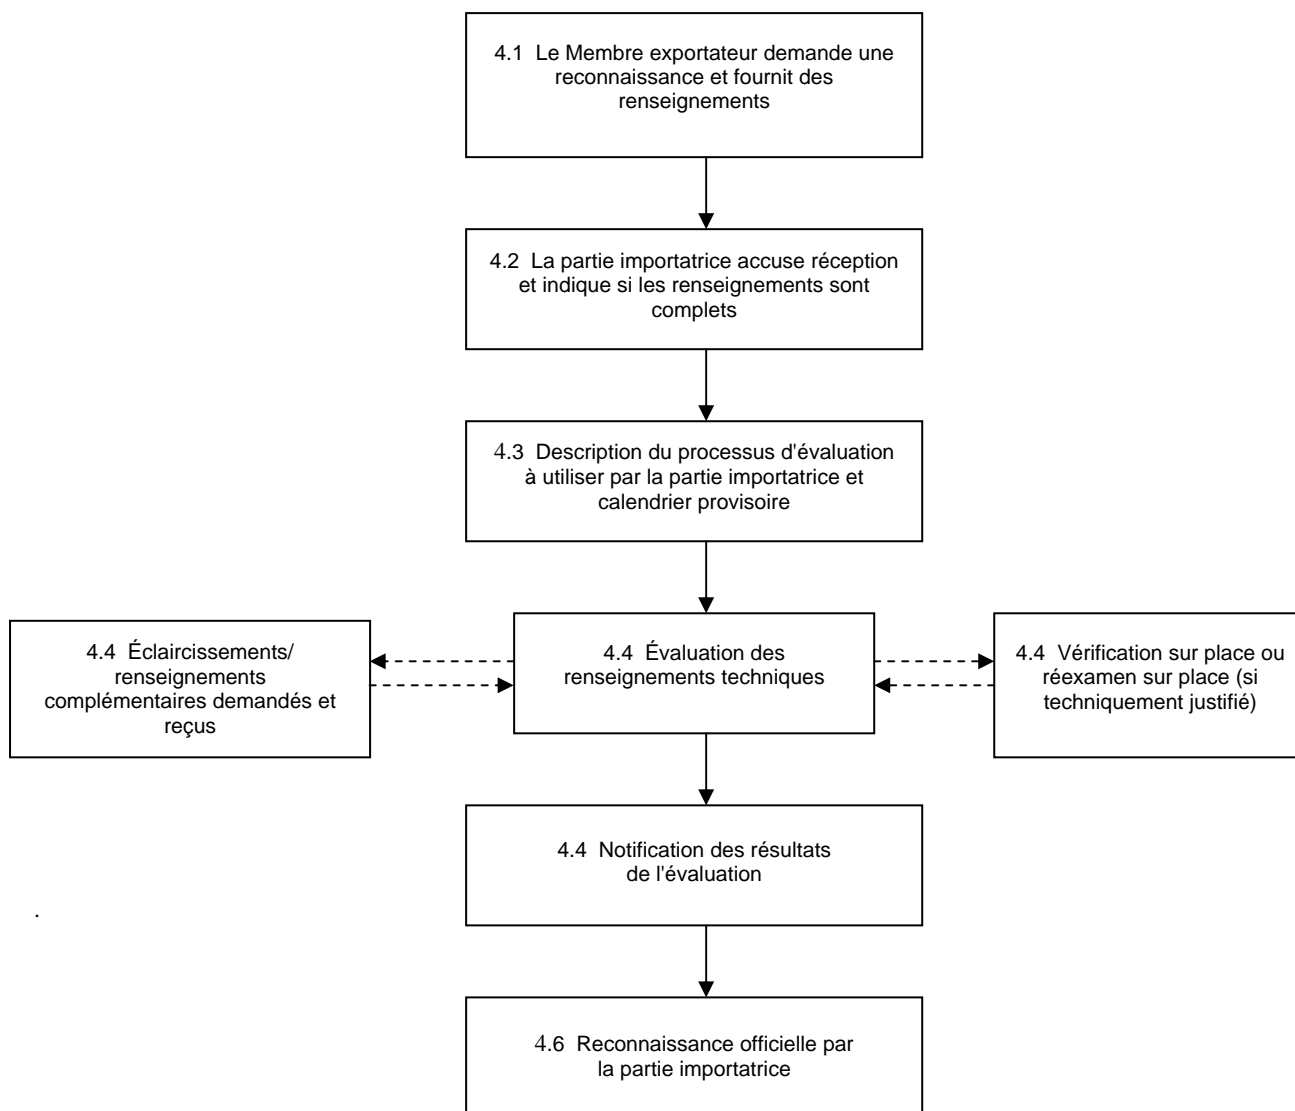 4.1 Le Membre exportateur demande une
reconnaissance et fournit des
renseignements
4.2 La partie importatrice accuse réception
et indique si les renseignements sont
complets
4.3 Description du processus d'évaluation
à utiliser par la partie importatrice et
calendrier provisoire
4.4 Éclaircissements/
renseignements
complémentaires demandés et
reçus
4.4 Évaluation des
renseignements techniques
4.4 Vérification sur place ou
réexamen sur place (si
techniquement justifié)
4.4 Notification des résultats
de l'évaluation
.
4.6 Reconnaissance officielle par
la partie importatrice